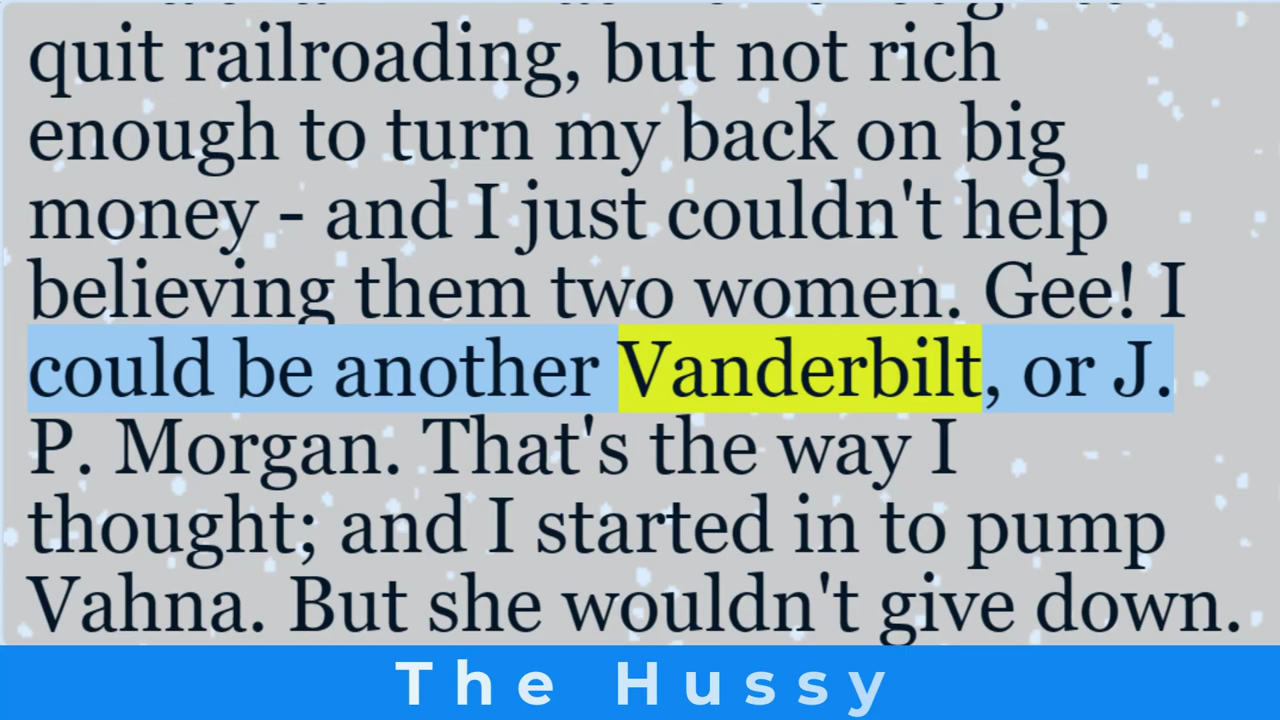 quit railroading, but not rich
enough to turn my back on big
money - and I just couldn't help
believing them two women. Gee! I
could be another Vanderbilt, or J.
P. Morgan. That's the way I
thought; and I started in to pump
Vahna. But she wouldn't give down.
The Hussy